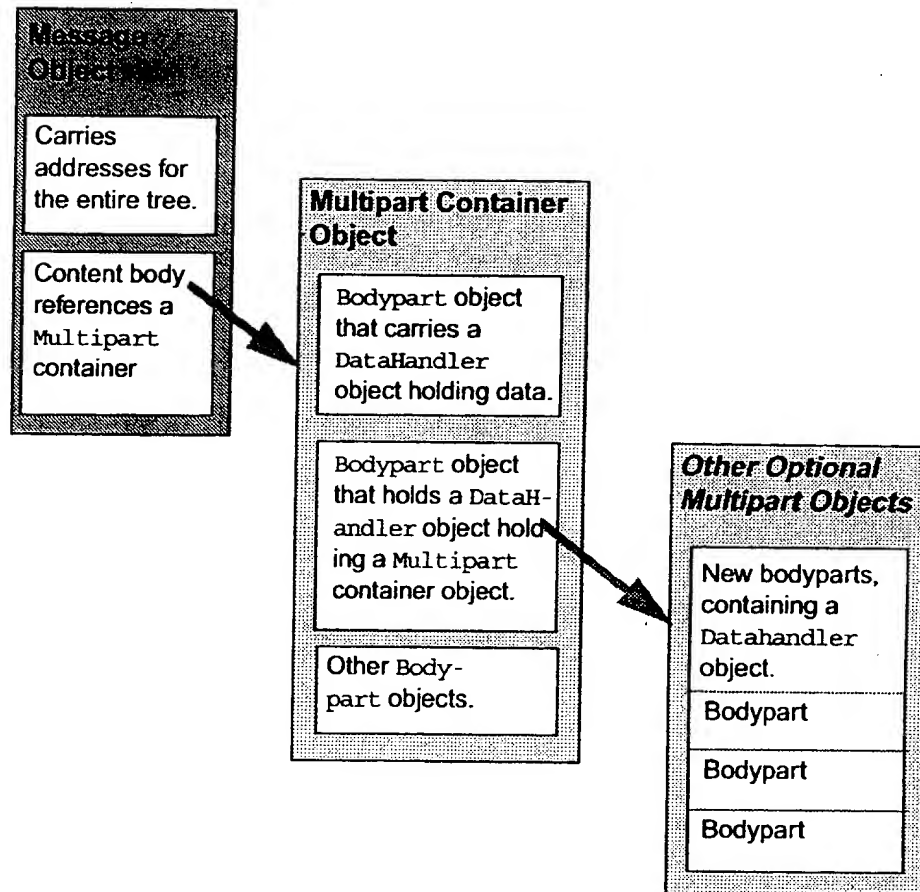 Message
Object
Carries
addresses for
the entire tree.
Content body
references a
Multipart
container
Multipart Container
Object
Bodypart object
that carries a
DataHandler
object holding data.
Bodypart object
that holds a DataH-
andler object hold
ing a Multipart
container object.
Other Body-
part objects.
Other Optional
Multipart Objects
New bodyparts,
containing a
Datahandler
object.
Bodypart
Bodypart
Bodypart